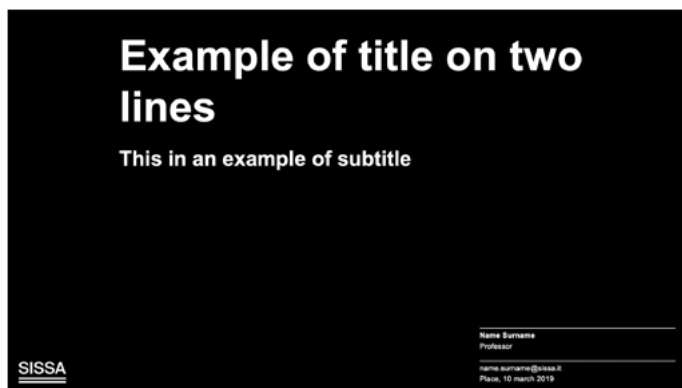 Example of title on two
lines
This in an example of subtitle
Name Surname
Professor
name.surname@sissa.it
Place, 10 march 2019
SISSA